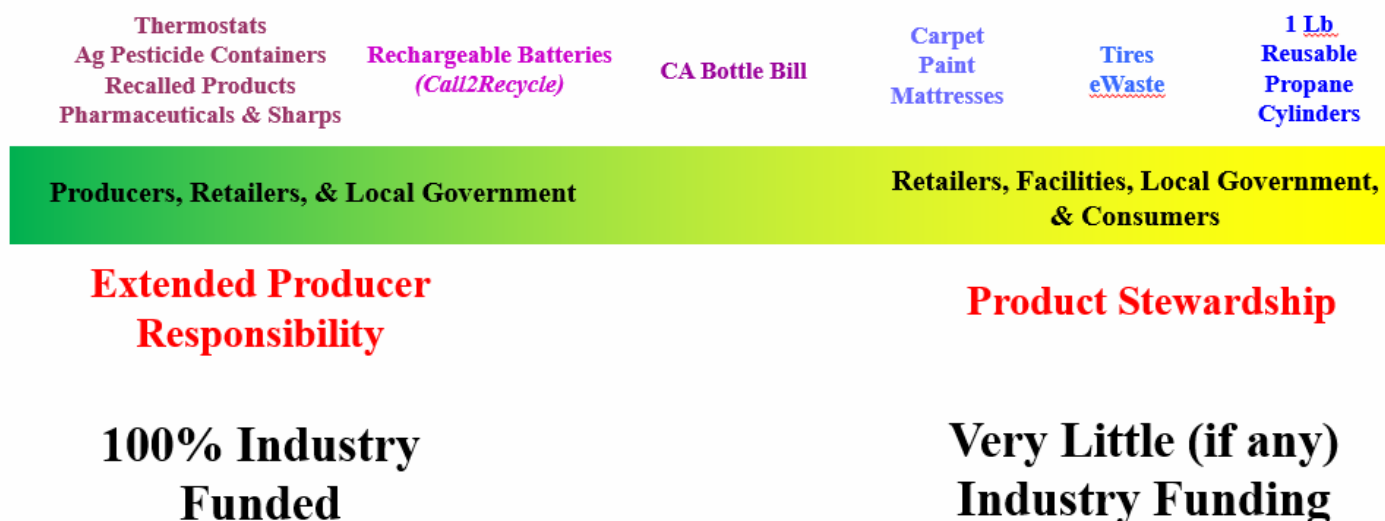 Thermostats
Ag Pesticide Containers
Recalled Products
Pharmaceuticals & Sharps
Rechargeable Batteries
(Call2Recycle)
CA Bottle Bill
Carpet
Paint
Mattresses
Tires
eWaste
1 Lb
Reusable
Propane
Cylinders
Producers, Retailers, & Local Government
Retailers, Facilities, Local Government,
& Consumers
Extended Producer
Responsibility
Product Stewardship
100% Industry
Funded
Very Little (if any)
Industry Funding